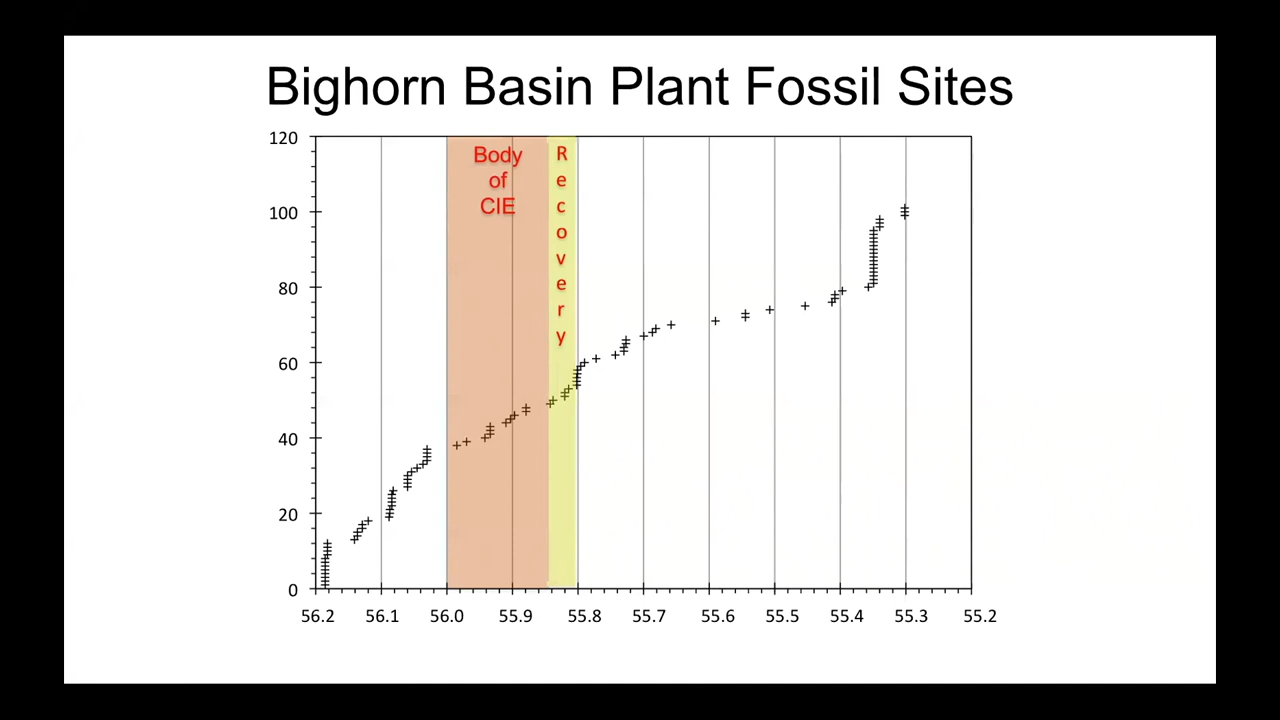 Bighorn Basin Plant Fossil Sites
120
100
80
60
40
20
0
Body
of
CIE
R
e
c
o
v
e
r
y
56.2 56.1 56.0 55.9 55.8 55.7 55.6 55.5 55.4 55.3 55.2